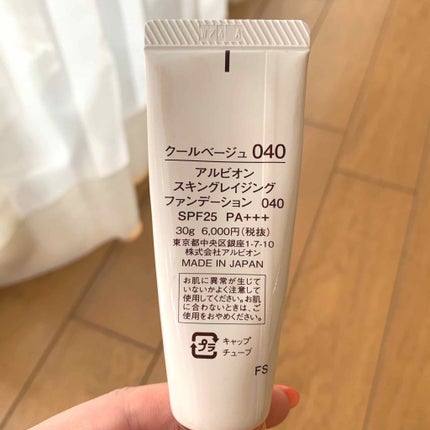 クールベージュ 040
アルビオン
スキングレイジング
ファンデーション 040
SPF25 PA+++
30g 6,000円(税抜)
東京都中央区銀座1-7-10
株式会社アルビオン
MADE IN JAPAN
お肌に異常が生じて
いないかよく注意して
使用してください。お肌
に合わないときは、ご
使用をおやめください。
プラ
キャップ
チューブ
FS